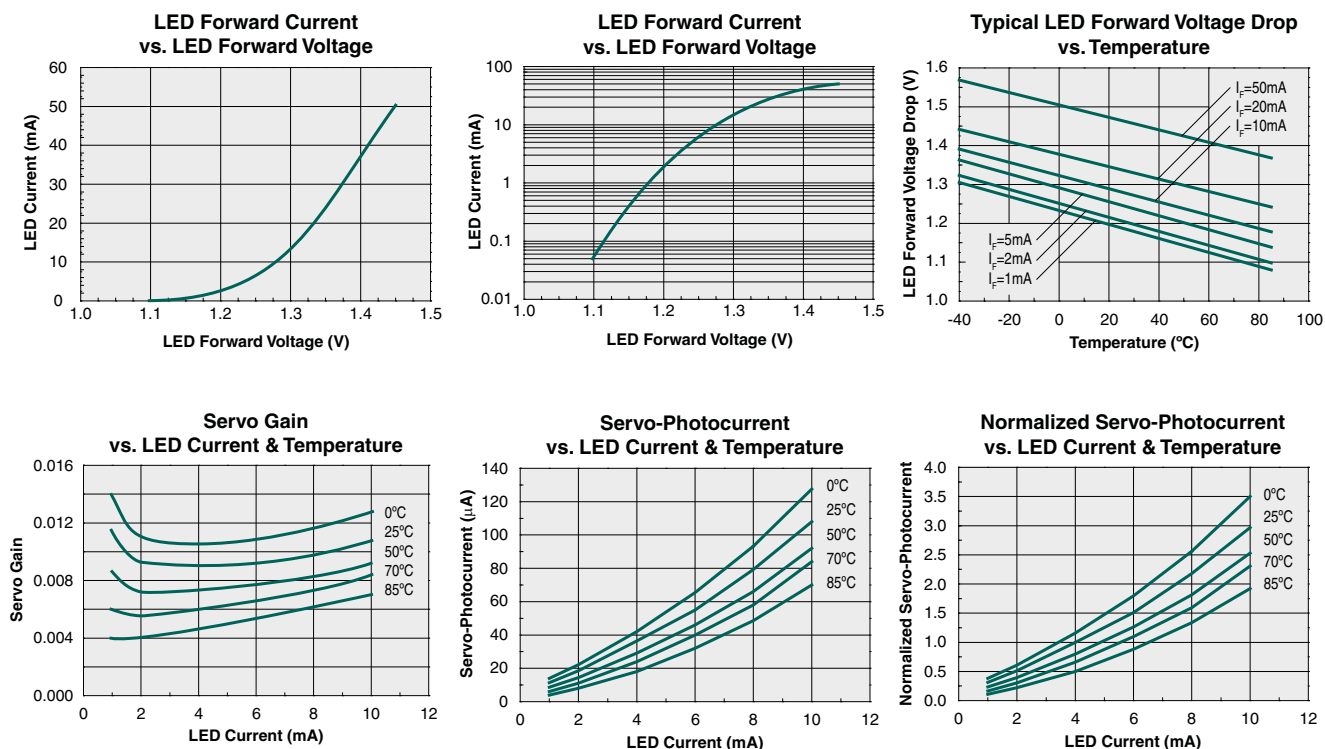 LED Forward Current
vs. LED Forward Voltage
60
50
40
30
20
10
0
LED Current (mA)
1.0 1.1 1.2 1.3 1.4 1.5
LED Forward Voltage (V)
LED Forward Current
vs. LED Forward Voltage
100
10
1
0.1
0.01
LED Current (mA)
1.0 1.1 1.2 1.3 1.4 1.5
LED Forward Voltage (V)
Typical LED Forward Voltage Drop
vs. Temperature
1.6
1.5
1.4
1.3
1.2
1.1
1.0
LED Forward Voltage Drop (V)
IF=50mA
IF=20mA
IF=10mA
IF=5mA
IF=2mA
IF=1mA
-40 -20 0 20 40 60 80 100
Temperature (ºC)
Servo Gain
vs. LED Current & Temperature
0.016
0.012
0.008
0.004
0.000
Servo Gain
0ºC
25ºC
50ºC
70ºC
85ºC
0 2 4 6 8 10 12
LED Current (mA)
Servo-Photocurrent
vs. LED Current & Temperature
140
120
100
80
60
40
20
0
Servo-Photocurrent (μA)
0ºC
25ºC
50ºC
70ºC
85ºC
0 2 4 6 8 10 12
LED Current (mA)
Normalized Servo-Photocurrent
vs. LED Current & Temperature
4.0
3.5
3.0
2.5
2.0
1.5
1.0
0.5
0.0
Normalized Servo-Photocurrent
0ºC
25ºC
50ºC
70ºC
85ºC
0 2 4 6 8 10 12
LED Current (mA)